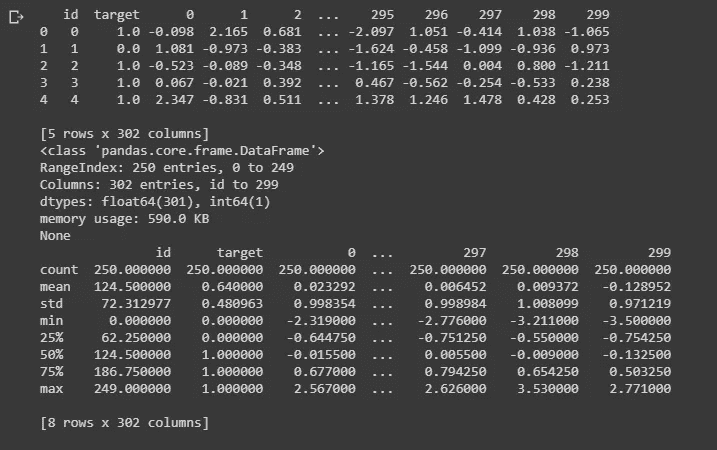 id  target      0      1      2  ...    295    296    297    298    299
0   0     1.0 -0.098  2.165  0.681  ... -2.097  1.051 -0.414  1.038 -1.065
1   1     0.0  1.081 -0.973 -0.383  ... -1.624 -0.458 -1.099 -0.936  0.973
2   2     1.0 -0.523 -0.089 -0.348  ... -1.165 -1.544  0.004  0.800 -1.211
3   3     1.0  0.067 -0.021  0.392  ...  0.467 -0.562 -0.254 -0.533  0.238
4   4     1.0  2.347 -0.831  0.511  ...  1.378  1.246  1.478  0.428  0.253
[5 rows x 302 columns]
<class 'pandas.core.frame.DataFrame'>
RangeIndex: 250 entries, 0 to 249
Columns: 302 entries, id to 299
dtypes: float64(301), int64(1)
memory usage: 590.0 KB
None
               id      target           0  ...         297         298         299
count  250.000000  250.000000  250.000000  ...  250.000000  250.000000  250.000000
mean   124.500000    0.640000    0.023292  ...    0.006452    0.009372   -0.128952
std     72.312977    0.480963    0.998354  ...    0.998984    1.008099    0.971219
min      0.000000    0.000000   -2.319000  ...   -2.776000   -3.211000   -3.500000
25%     62.250000    0.000000   -0.644750  ...   -0.751250   -0.550000   -0.754250
50%    124.500000    1.000000   -0.015500  ...    0.005500   -0.009000   -0.132500
75%    186.750000    1.000000    0.677000  ...    0.794250    0.654250    0.503250
max    249.000000    1.000000    2.567000  ...    2.626000    3.530000    2.771000
[8 rows x 302 columns]